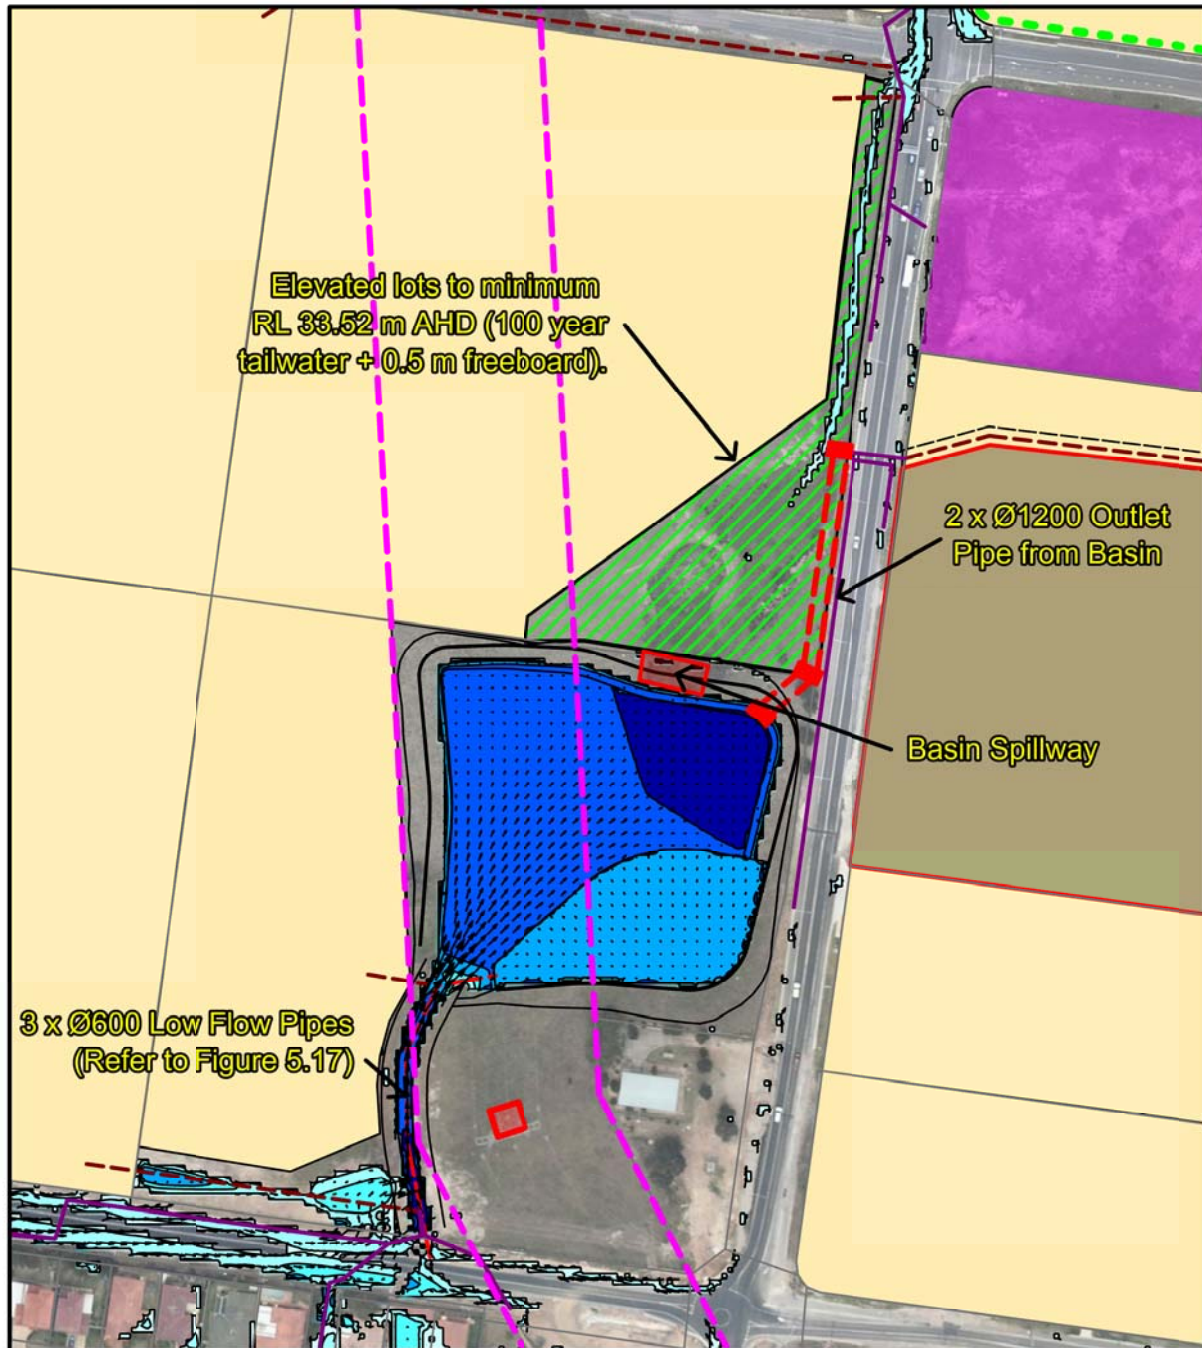 Elevated lots to minimum
RL 33.52 m AHD (100 year
tailwater + 0.5 m freeboard).
2 x Ø1200 Outlet
Pipe from Basin
Basin Spillway
3 x Ø600 Low Flow Pipes
(Refer to Figure 5.17)